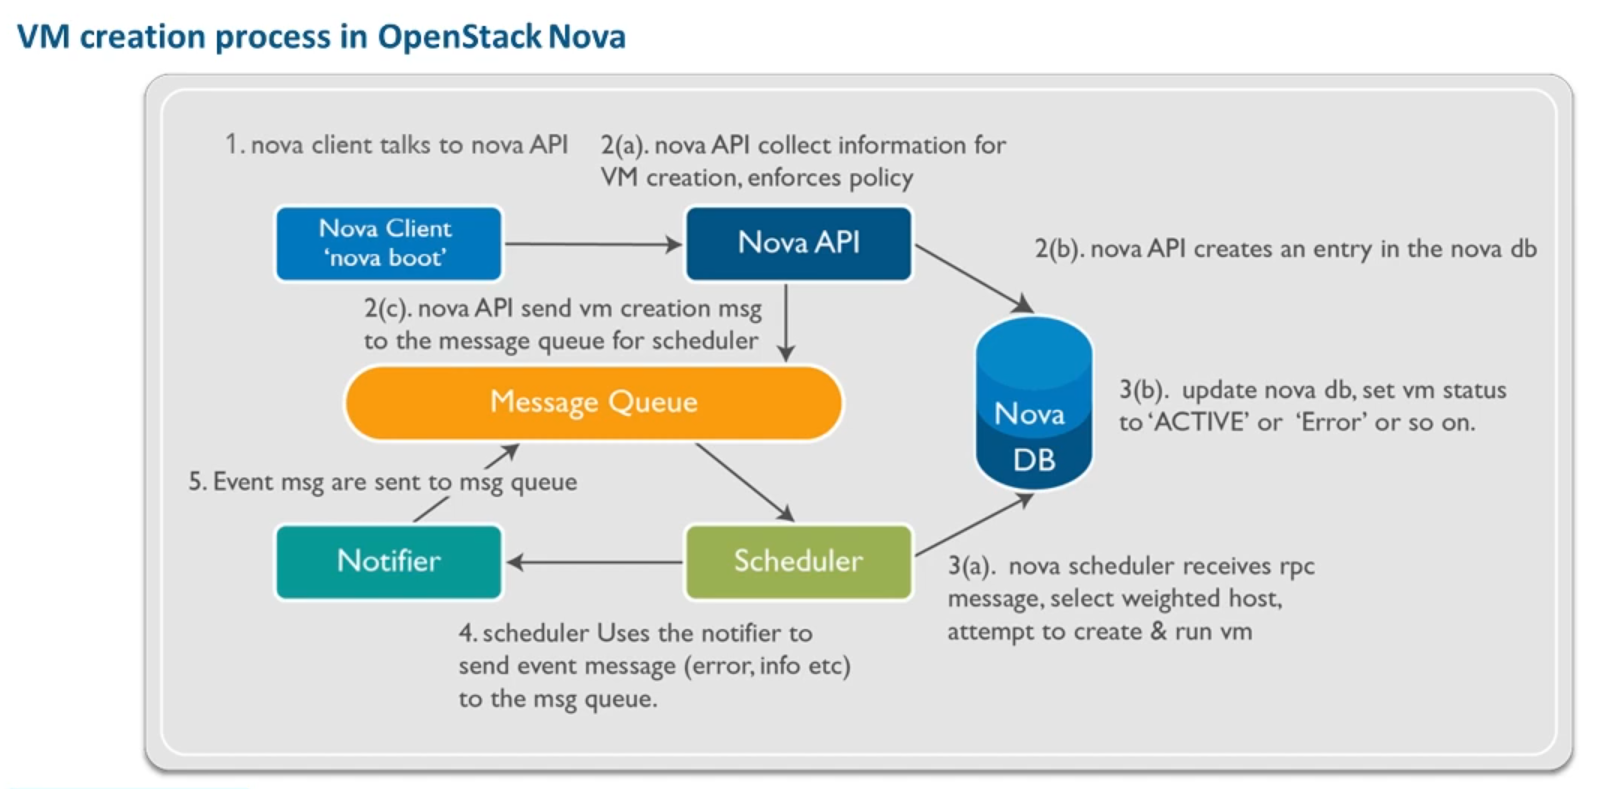 VM creation process in OpenStack Nova
1. nova client talks to nova API
2(a). nova API collect information for
VM creation, enforces policy
Nova Client
‘nova boot’
Nova API
2(b). nova API creates an entry in the nova db
2(c). nova API send vm creation msg
to the message queue for scheduler
Message Queue
Nova
DB
3(b). update nova db, set vm status
to ‘ACTIVE’ or ‘Error’ or so on.
5. Event msg are sent to msg queue
Notifier
Scheduler
3(a). nova scheduler receives rpc
message, select weighted host,
attempt to create & run vm
4. scheduler Uses the notifier to
send event message (error, info etc)
to the msg queue.